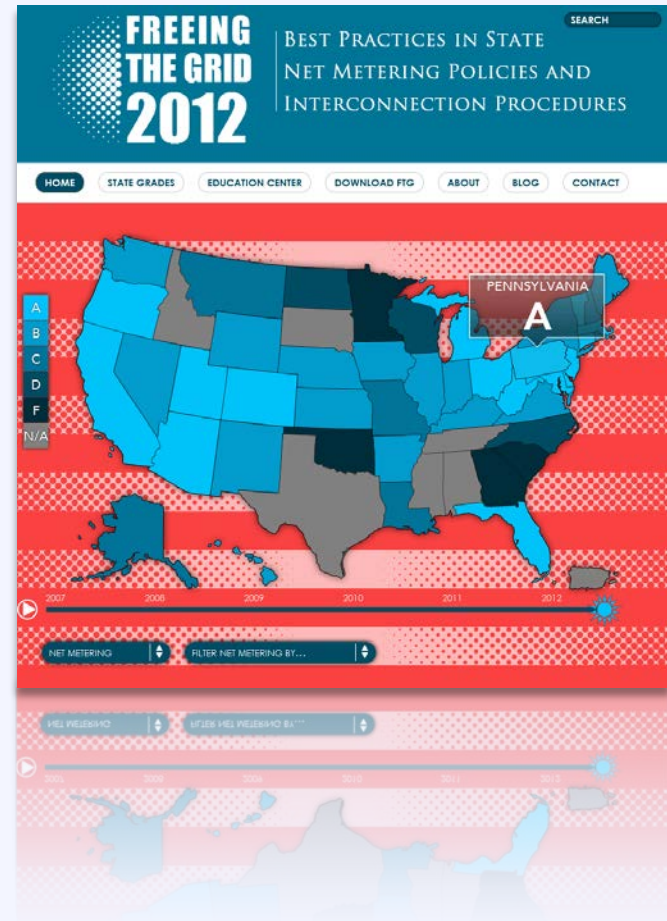 SEARCH
FREEING
THE GRID
2012
BEST PRACTICES IN STATE
NET METERING POLICIES AND
INTERCONNECTION PROCEDURES
HOME STATE GRADES EDUCATION CENTER DOWNLOAD FTG ABOUT BLOG CONTACT
PENNSYLVANIA
A
A
B
C
D
F
N/A
2007 2008 2009 2010 2011 2012
NET METERING FILTER NET METERING BY...